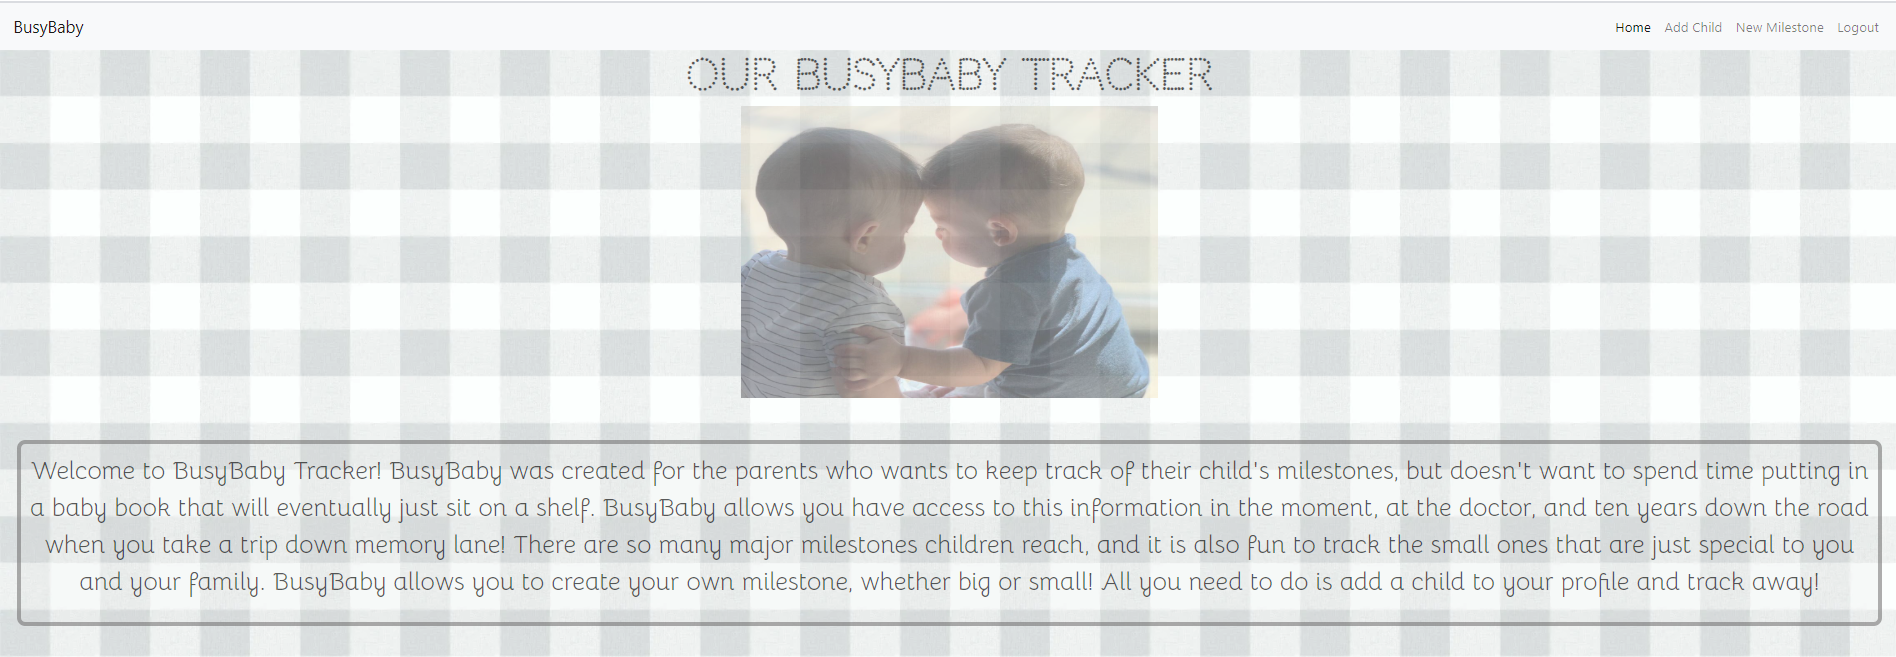 BusyBaby
Home Add Child New Milestone Logout
OUR BUSYBABY TRACKER
Welcome to BusyBaby Tracker! BusyBaby was created for the parents who wants to keep track of their child's milestones, but doesn't want to spend time putting in
a baby book that will eventually just sit on a shelf. BusyBaby allows you have access to this information in the moment, at the doctor, and ten years down the road
when you take a trip down memory lane! There are so many major milestones children reach, and it is also fun to track the small ones that are just special to you
and your family. BusyBaby allows you to create your own milestone, whether big or small! All you need to do is add a child to your profile and track away!